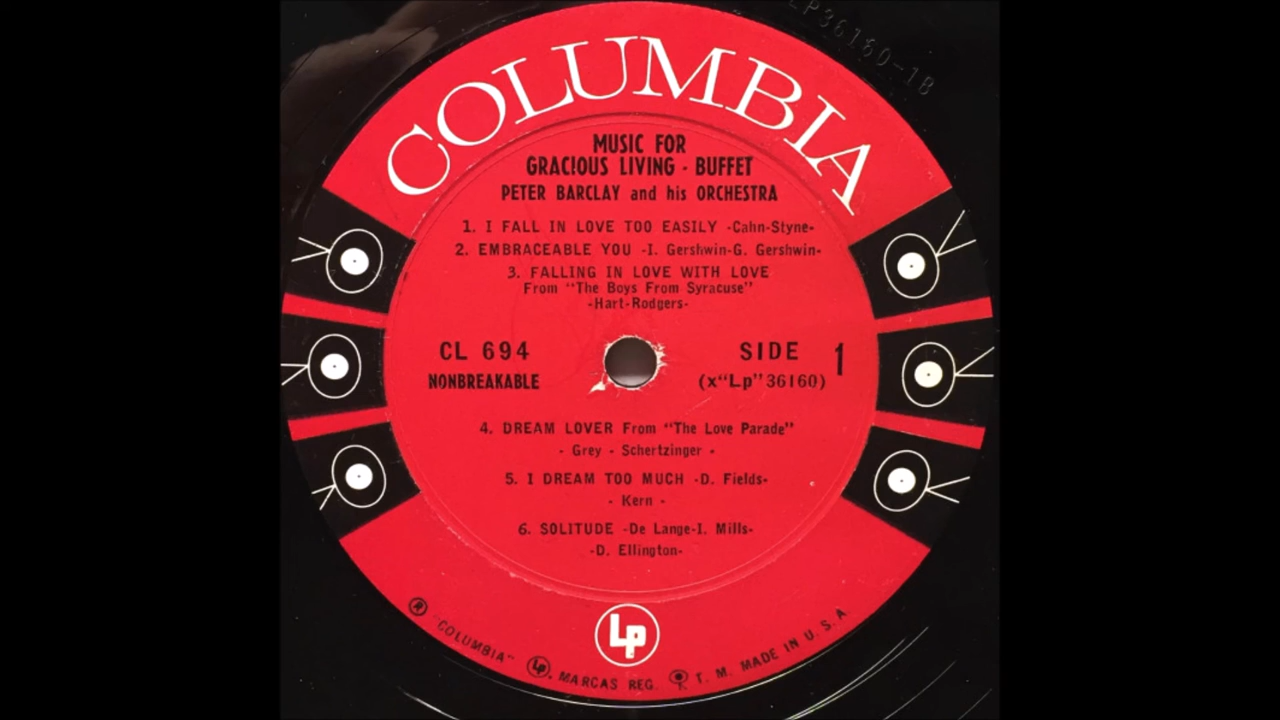 LP36160-1B
COLUMBIA
MUSIC FOR
GRACIOUS LIVING - BUFFET
PETER BARCLAY and his ORCHESTRA
1. I FALL IN LOVE TOO EASILY -Cahn-Styne-
2. EMBRACEABLE YOU -I. Gershwin-G. Gershwin-
3. FALLING IN LOVE WITH LOVE
From "The Boys From Syracuse"
-Hart-Rodgers-
CL 694
NONBREAKABLE
SIDE 1
(x"Lp" 36160)
4. DREAM LOVER From "The Love Parade"
- Grey - Schertzinger -
5. I DREAM TOO MUCH -D. Fields-
- Kern -
6. SOLITUDE -De Lange-I. Mills-
-D. Ellington-
Lp
® "COLUMBIA" Lp, MARCAS REG. T. M. MADE IN U. S. A.